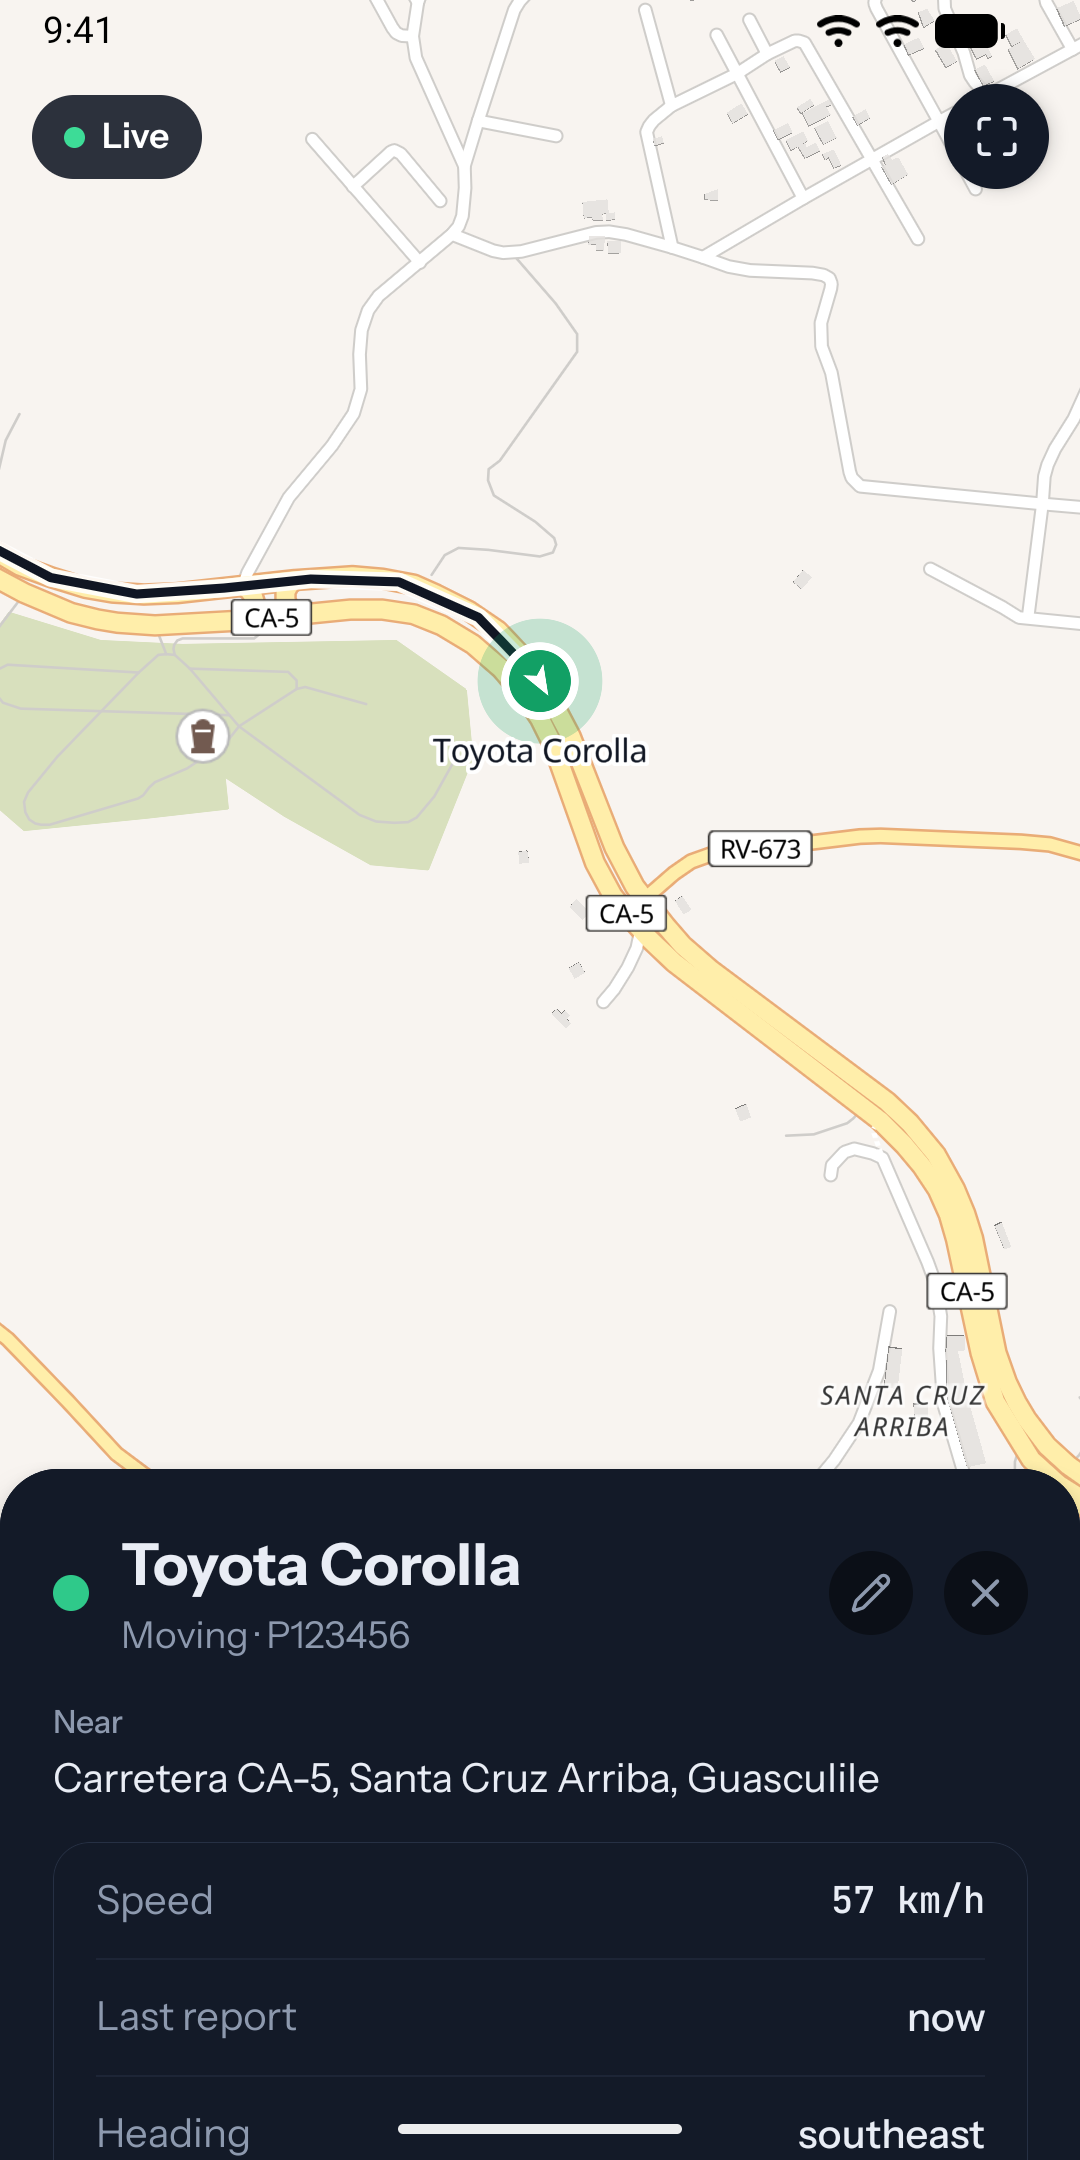 9:41
Live
CA-5
Toyota Corolla
RV-673
CA-5
CA-5
SANTA CRUZ
ARRIBA
Toyota Corolla
Moving · P123456
Near
Carretera CA-5, Santa Cruz Arriba, Guasculile
Speed 57 km/h
Last report now
Heading southeast